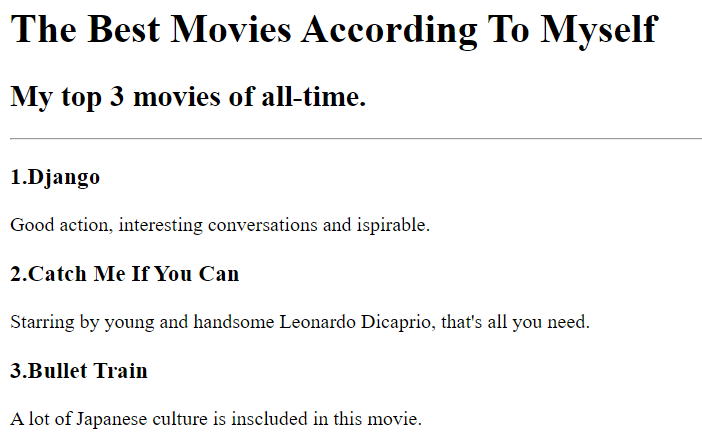 The Best Movies According To Myself
My top 3 movies of all-time.
1.Django
Good action, interesting conversations and ispirable.
2.Catch Me If You Can
Starring by young and handsome Leonardo Dicaprio, that's all you need.
3.Bullet Train
A lot of Japanese culture is inscluded in this movie.